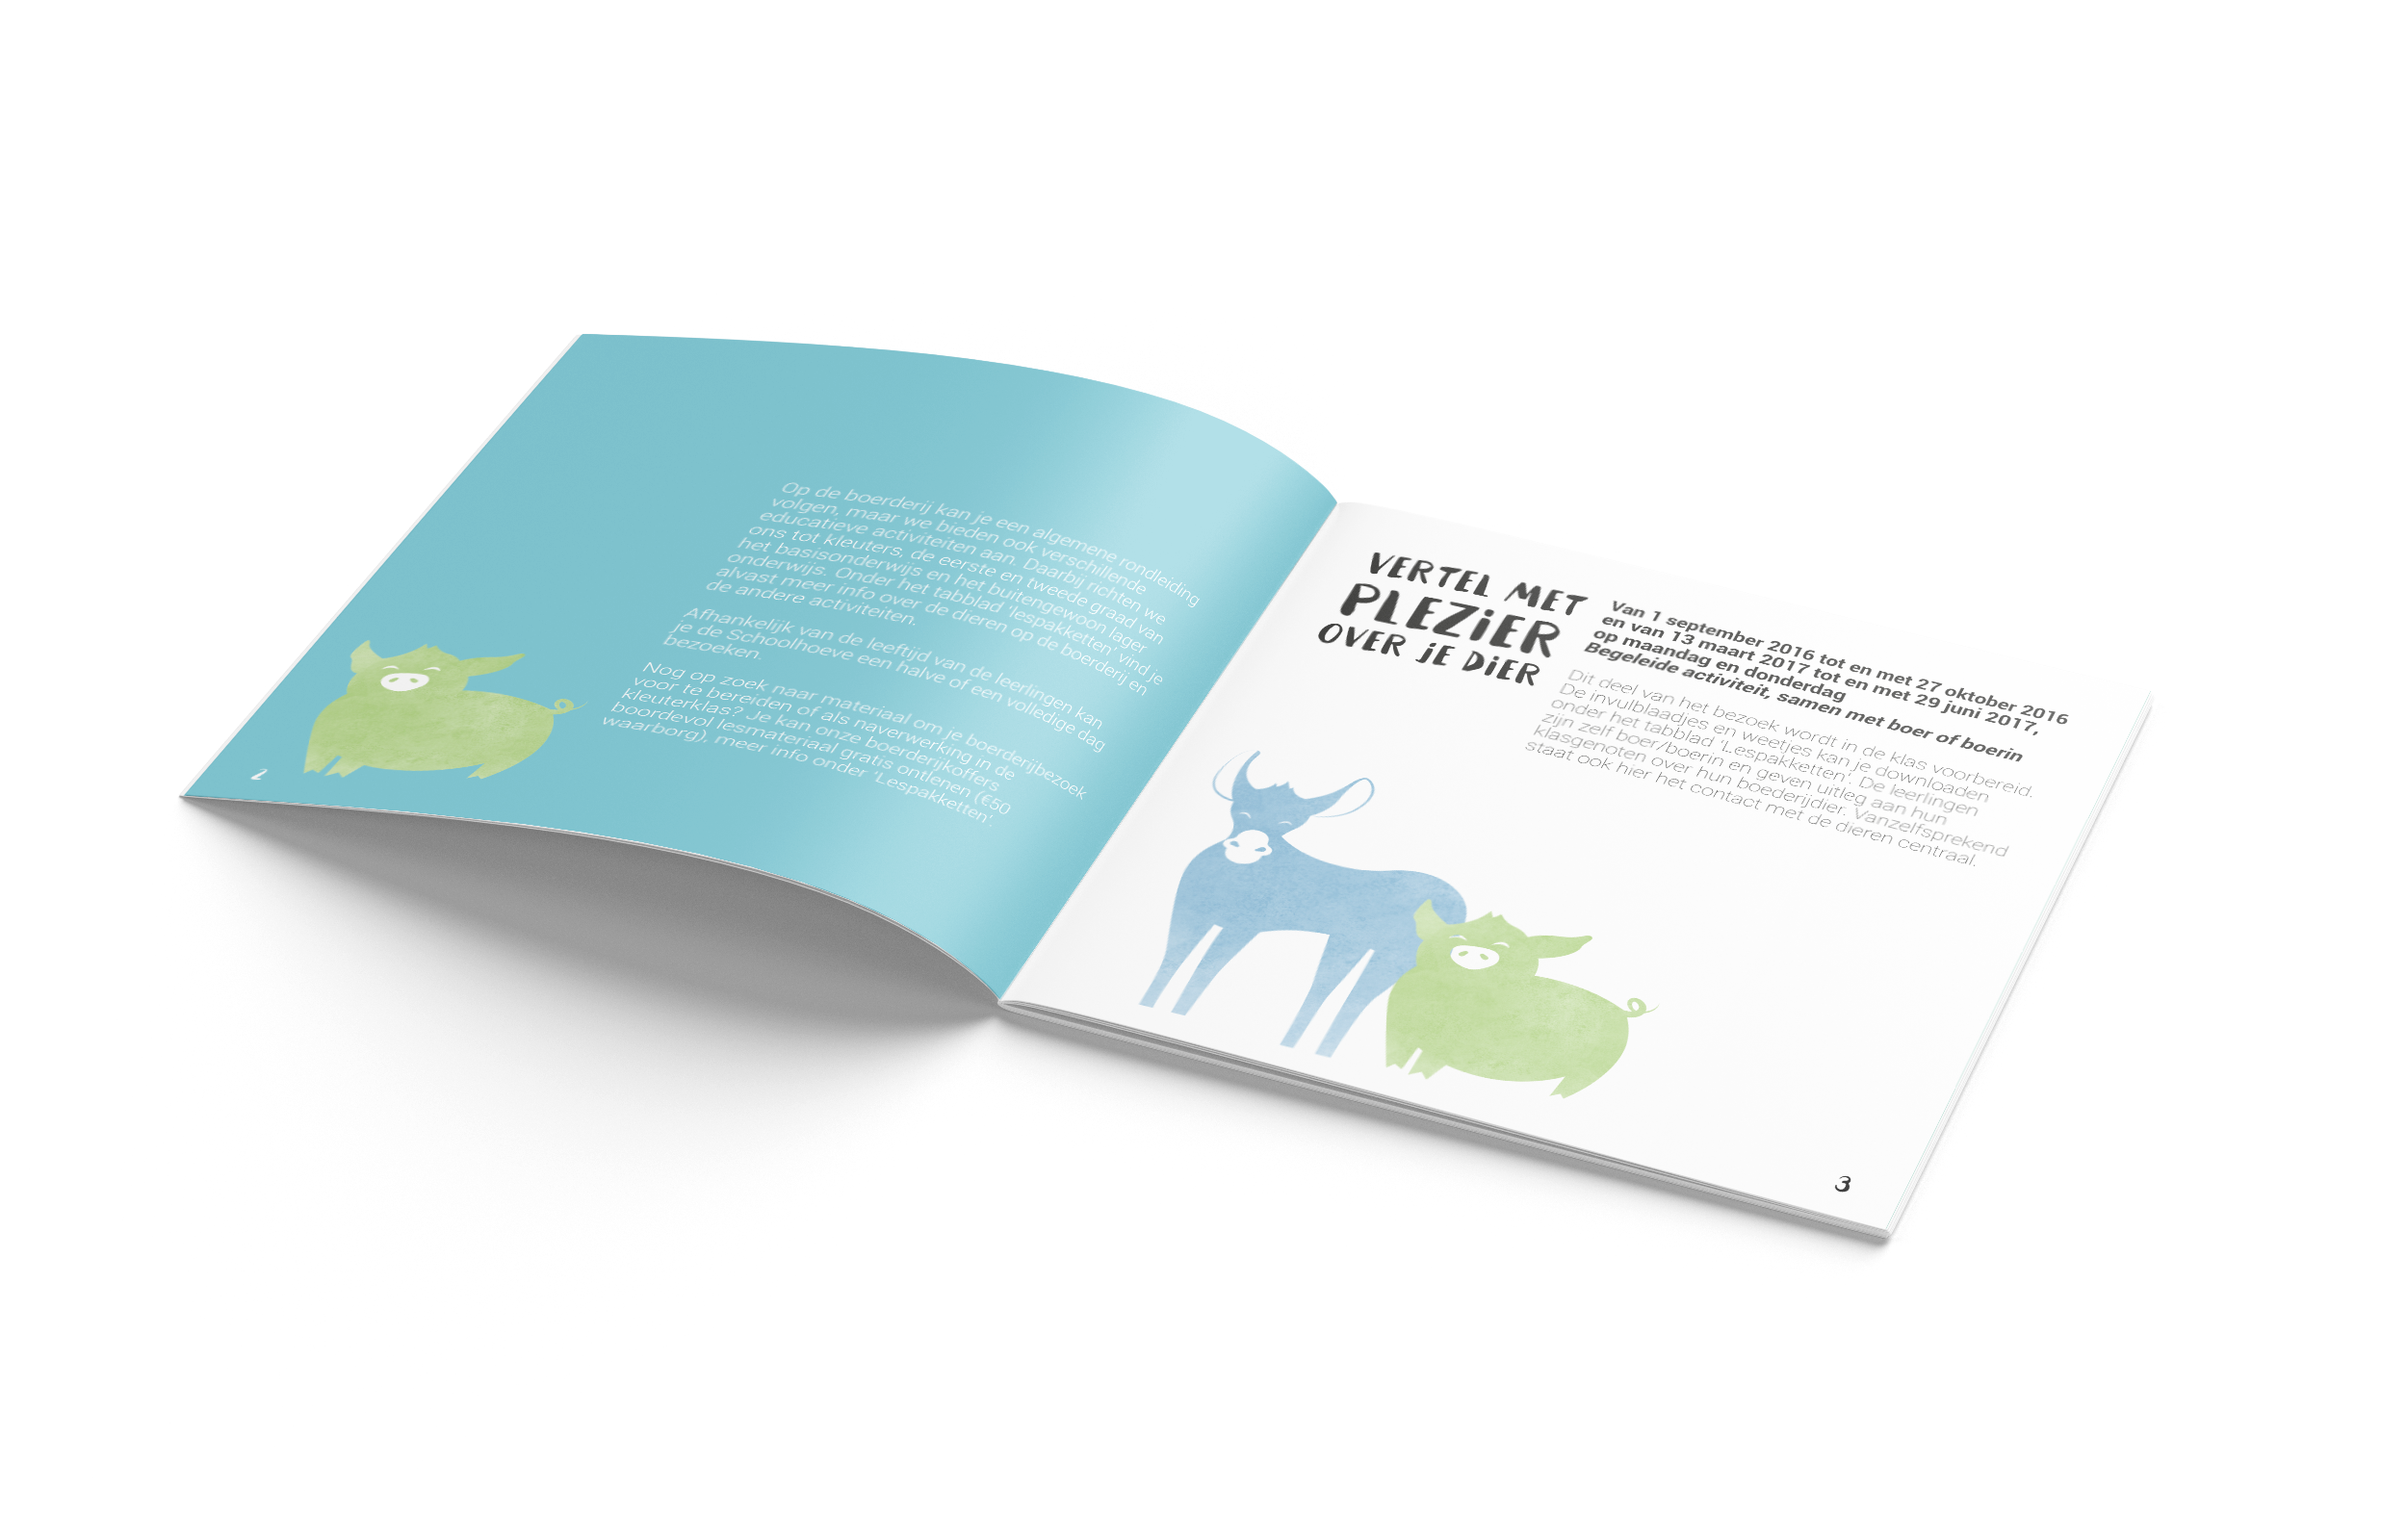 Op de boerderij kan je een algemene rondleiding
volgen, maar we bieden ook verschillende
educatieve activiteiten aan. Daarbij richten we
ons tot kleuters, de eerste en tweede graad van
het basisonderwijs en het buitengewoon lager
onderwijs. Onder het tabblad 'lespakketten' vind je
alvast meer info over de dieren op de boerderij en
de andere activiteiten.
Afhankelijk van de leeftijd van de leerlingen kan
je de Schoolhoeve een halve of een volledige dag
bezoeken.
Nog op zoek naar materiaal om je boerderijbezoek
voor te bereiden of als naverwerking in de
kleuterklas? Je kan onze boerderijkoffers
boordevol lesmateriaal gratis ontlenen (€50
waarborg), meer info onder 'Lespakketten'.
2
VERTEL MET
PLEZiER
OVER jE DiER
Van 1 september 2016 tot en met 27 oktober 2016
en van 13 maart 2017 tot en met 29 juni 2017,
op maandag en donderdag
Begeleide activiteit, samen met boer of boerin
Dit deel van het bezoek wordt in de klas voorbereid.
De invulblaadjes en weetjes kan je downloaden
onder het tabblad 'Lespakketten'. De leerlingen
zijn zelf boer/boerin en geven uitleg aan hun
klasgenoten over hun boederijdier. Vanzelfsprekend
staat ook hier het contact met de dieren centraal.
3